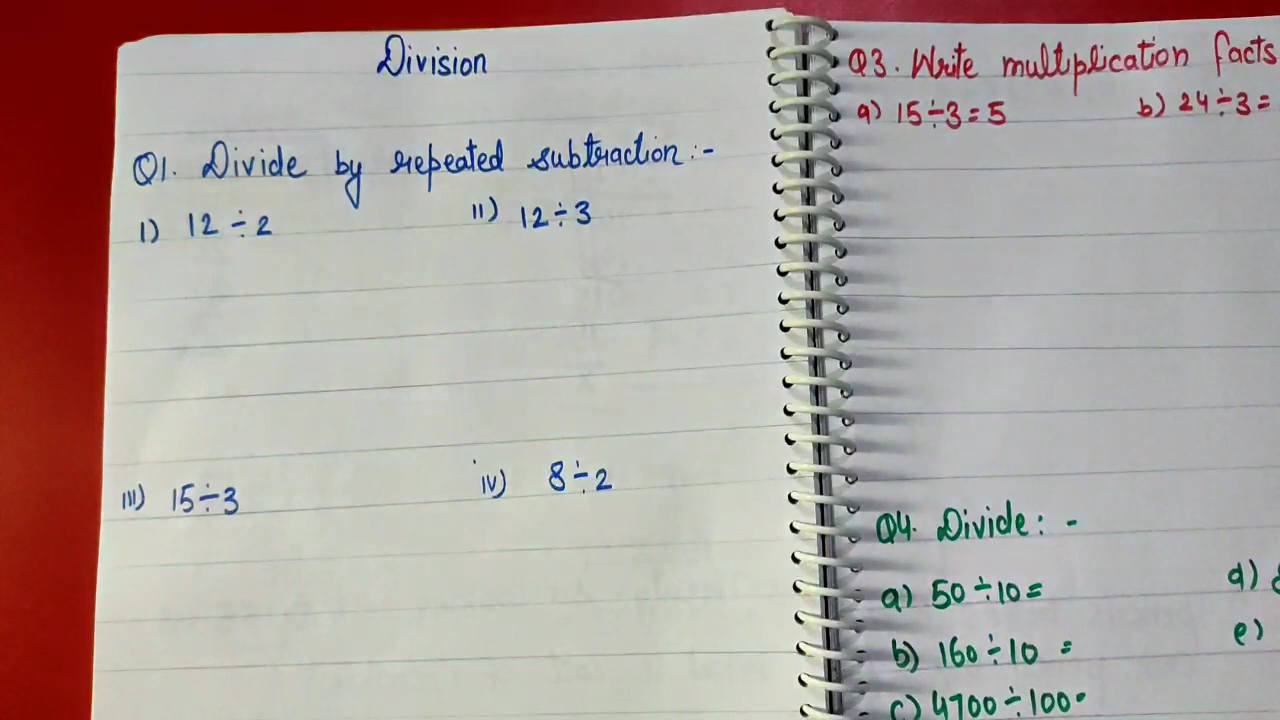 Division
Q1. Divide by repeated subtraction:-
I) 12÷2 II) 12÷3
III) 15÷3 iv) 8÷2
Q3. Write multiplication facts
a) 15÷3=5 b) 24÷3=
Q4. Divide:-
a) 50÷10= d)
b) 160÷10 = e)
c) 4700÷100